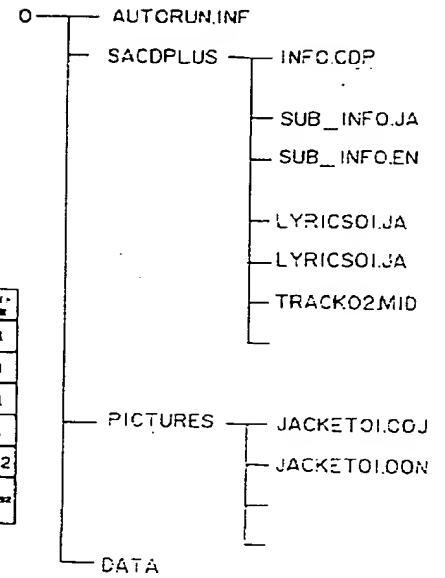 AUTORUN.INF
SACDPLUS
INFO.CDP
SUB_INFO.JA
SUB_INFO.EN
LYRICS01.JA
LYRICS01.JA
TRACK02.MID
PICTURES
JACKET01.COJ
JACKET01.OON
DATA